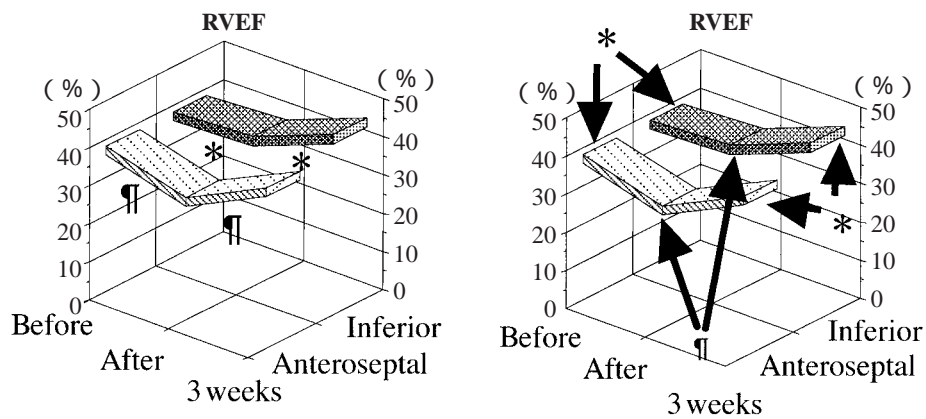 RVEF
( % )
( % )
50
40
30
20
10
0
50
40
30
20
10
0
*
*
¶
¶
Before
After
3 weeks
Anteroseptal
Inferior
RVEF
*
( % )
( % )
50
40
30
20
10
0
50
40
30
20
10
0
*
¶
Before
After
3 weeks
Anteroseptal
Inferior